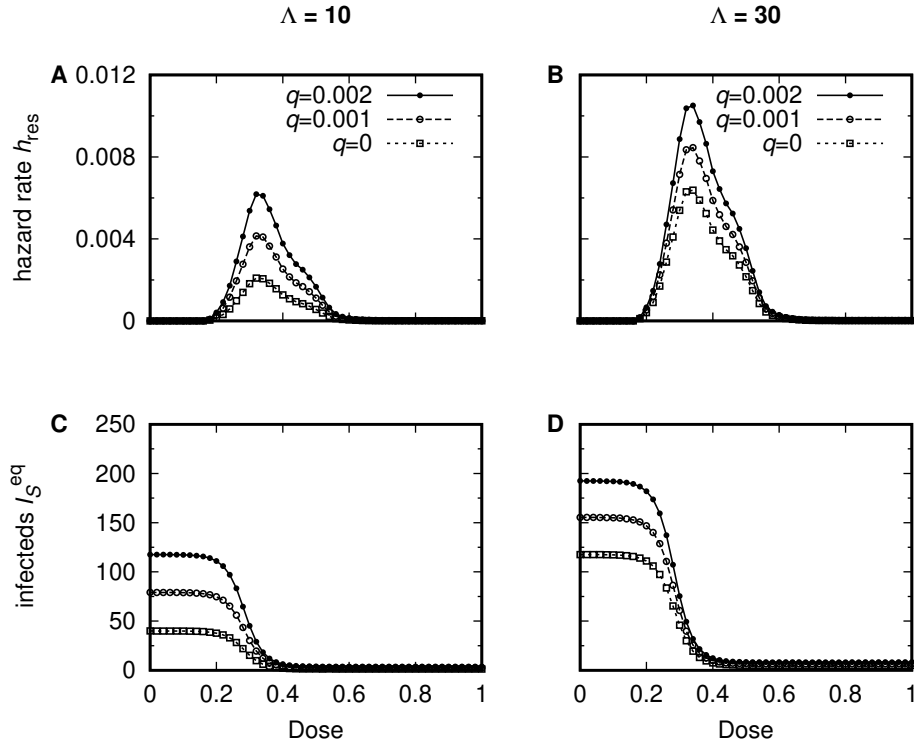 Λ = 10
Λ = 30
A
hazard rate h_res
0.012
0.008
0.004
0
q=0.002
q=0.001
q=0
B
q=0.002
q=0.001
q=0
C
infecteds I_S^eq
250
200
150
100
50
0
0 0.2 0.4 0.6 0.8 1
Dose
D
0 0.2 0.4 0.6 0.8 1
Dose